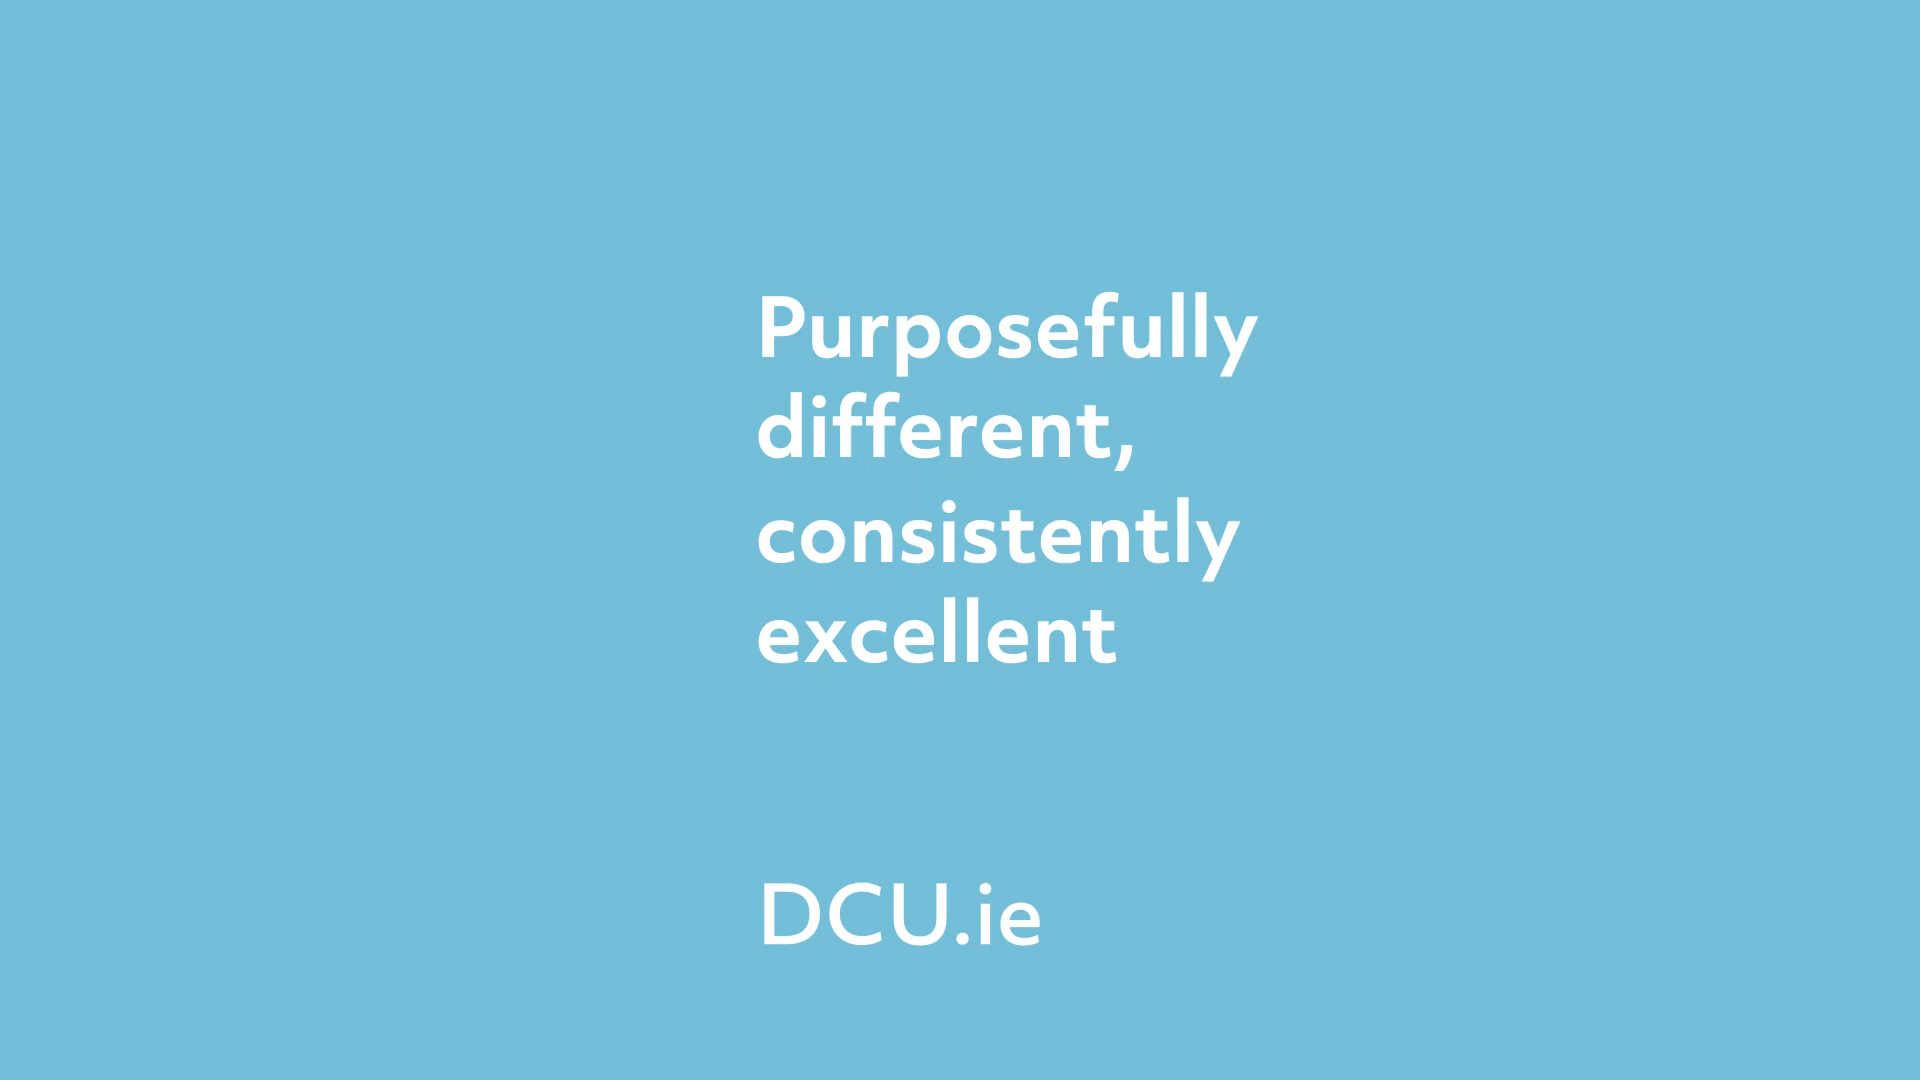 Purposefully
different,
consistently
excellent
DCU.ie